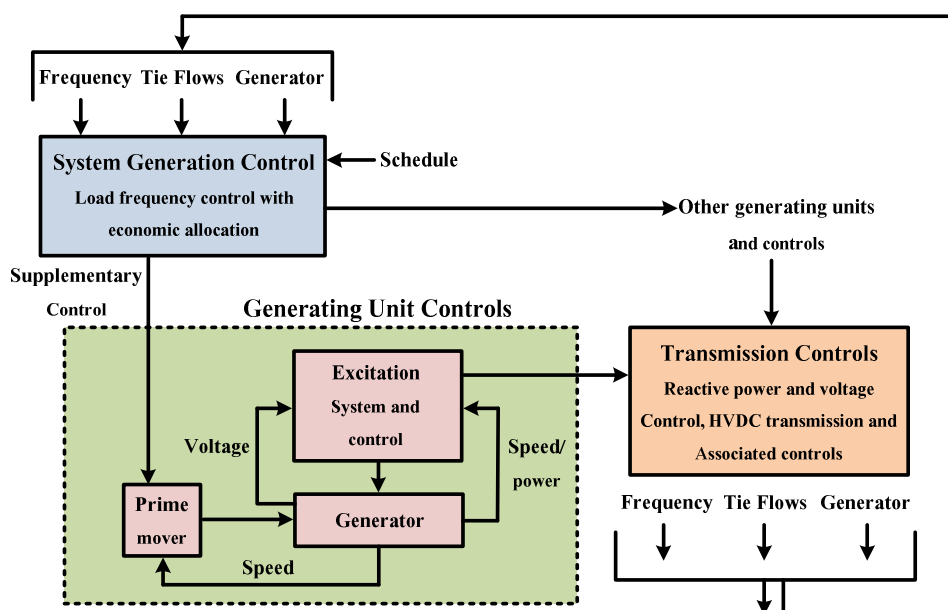 Frequency Tie Flows Generator
System Generation Control
Load frequency control with
economic allocation
Schedule
Other generating units
and controls
Supplementary
Control
Generating Unit Controls
Excitation
System and
control
Voltage
Speed/
power
Prime
mover
Generator
Speed
Transmission Controls
Reactive power and voltage
Control, HVDC transmission and
Associated controls
Frequency Tie Flows Generator